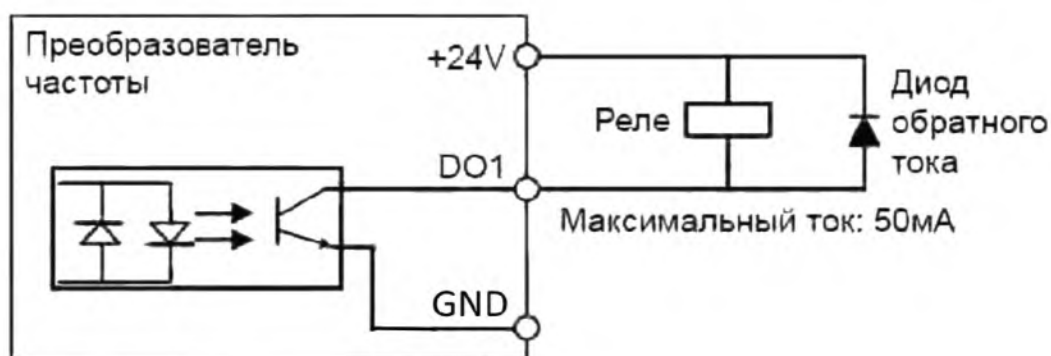 Преобразователь
частоты
+24V
Реле
Диод
обратного
тока
DO1
Максимальный ток: 50мА
GND